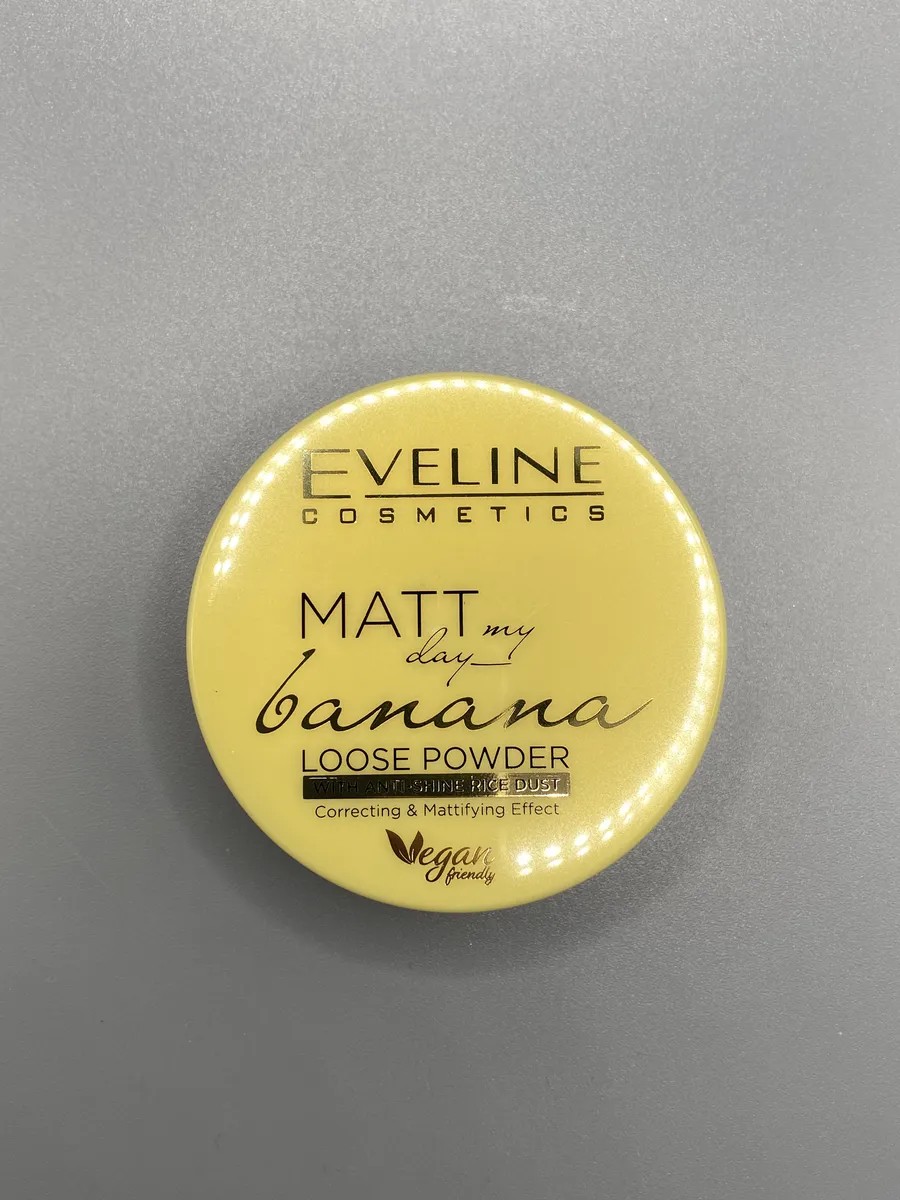 EVELINE
COSMETICS
MATT my
day
banana
LOOSE POWDER
WITH ANTI-SHINE RICE DUST
Correcting & Mattifying Effect
Vegan
friendly